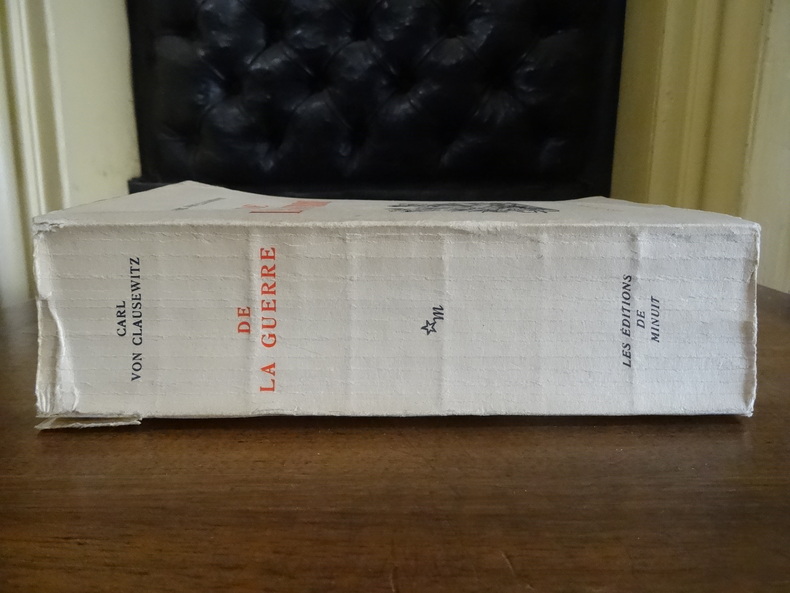 CARL
VON CLAUSEWITZ
DE
LA GUERRE
m
LES ÉDITIONS
DE
MINUIT